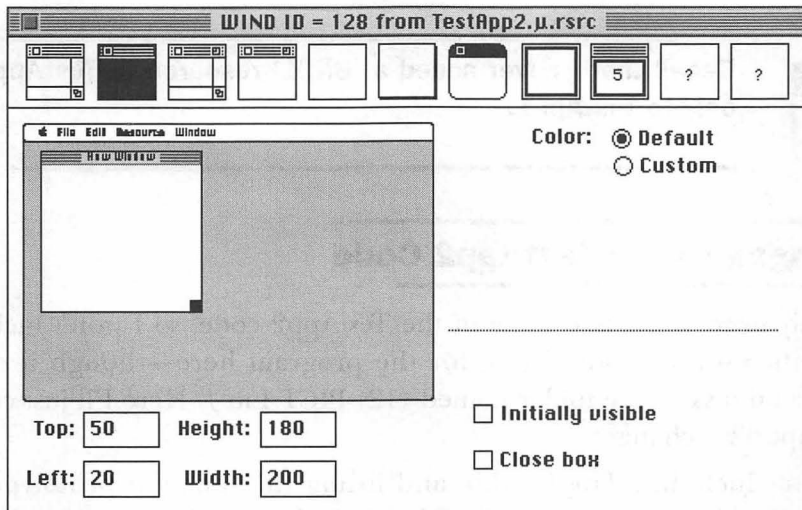 WIND ID = 128 from TestApp2.µ.rsrc
5 ? ?
File Edit Resource Window
New Window
Color: Default
Custom
Top: 50 Height: 180
Left: 20 Width: 200
Initially visible
Close box